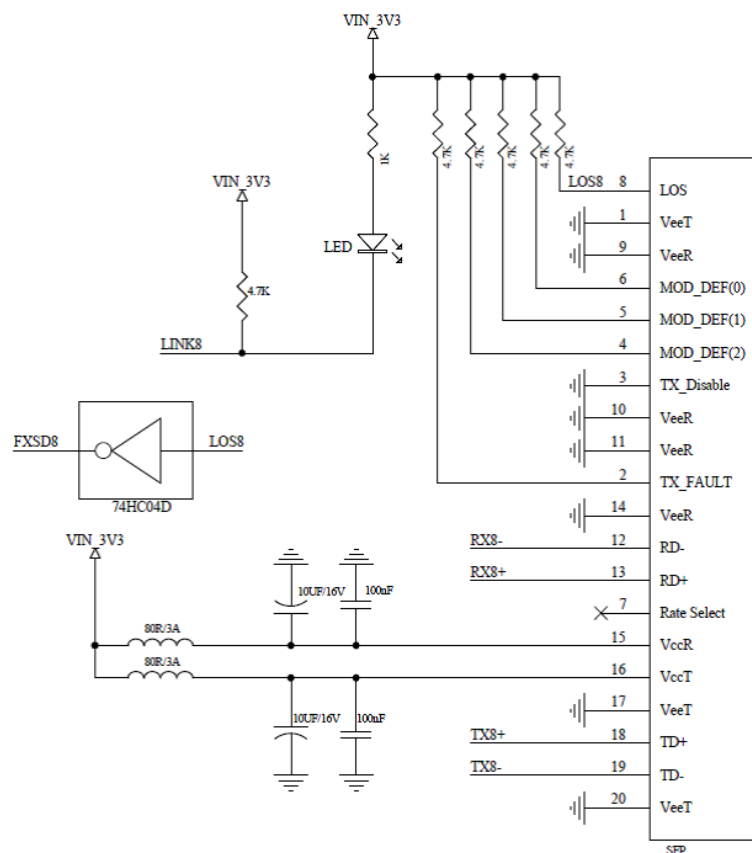 VIN_3V3
1K
4.7K
4.7K
4.7K
4.7K
4.7K
VIN_3V3
4.7K
LED
LINK8
FXSD8
LOS8
74HC04D
VIN_3V3
80R/3A
80R/3A
10UF/16V
100nF
10UF/16V
100nF
LOS8 8 LOS
1 VeeT
9 VeeR
6 MOD_DEF(0)
5 MOD_DEF(1)
4 MOD_DEF(2)
3 TX_Disable
10 VeeR
11 VeeR
2 TX_FAULT
14 VeeR
RX8- 12 RD-
RX8+ 13 RD+
7 Rate Select
15 VccR
16 VccT
17 VeeT
TX8+ 18 TD+
TX8- 19 TD-
20 VeeT
SFP